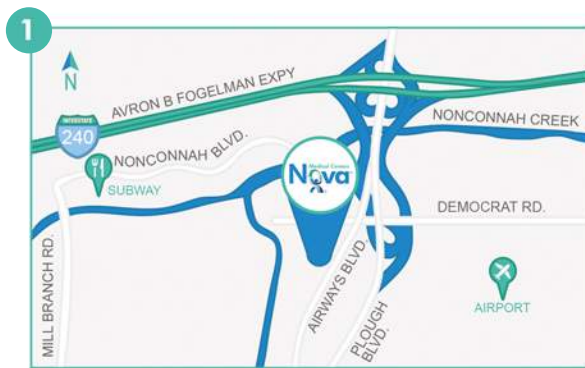 1
N
AVRON B FOGELMAN EXPY
INTERSTATE
240
NONCONNAH BLVD.
SUBWAY
NONCONNAH CREEK
Medical Centers
Nova
DEMOCRAT RD.
MILL BRANCH RD.
AIRWAYS BLVD.
PLOUGH
BLVD.
AIRPORT